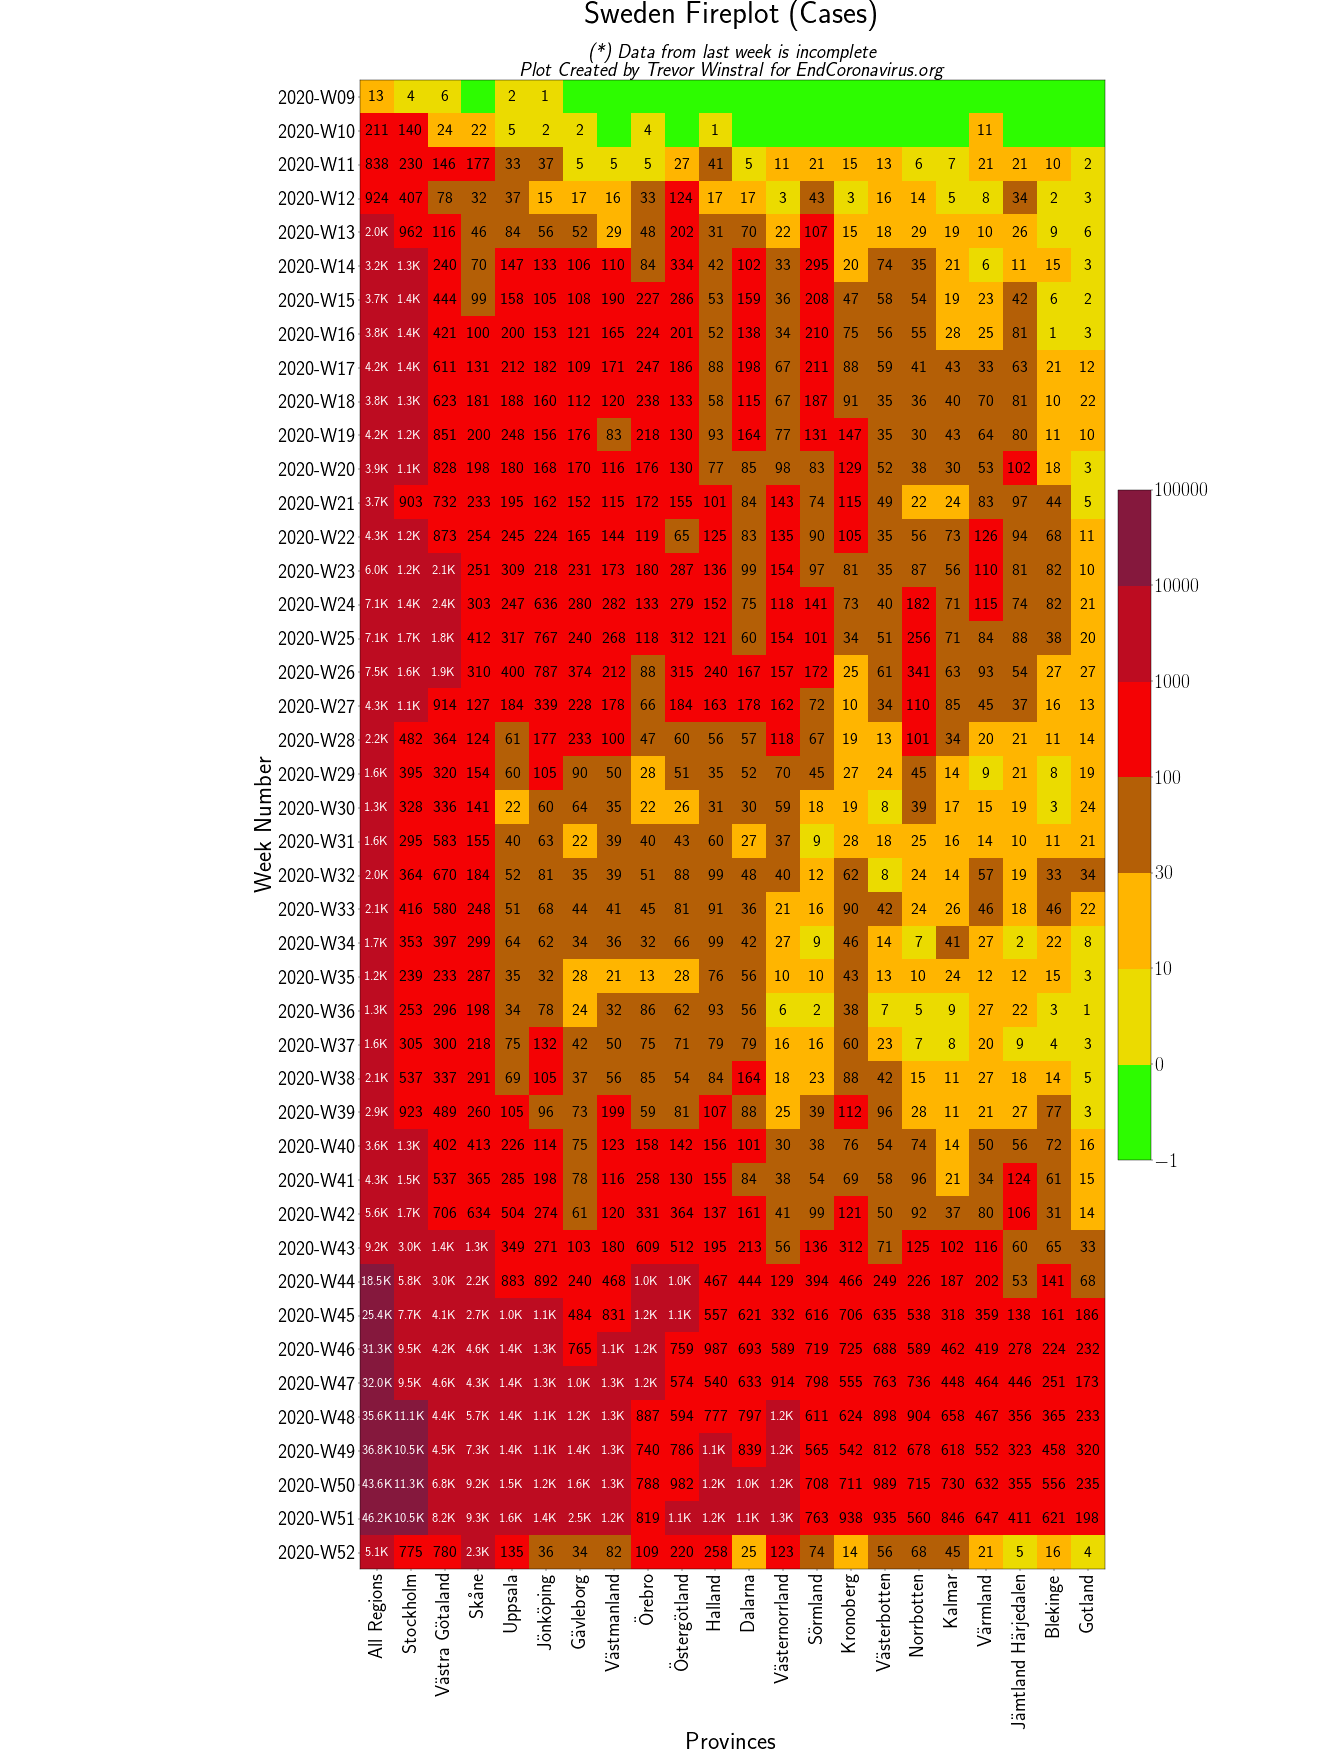 Sweden Fireplot (Cases)
(*) Data from last week is incomplete
Plot Created by Trevor Winstral for EndCoronavirus.org
2020-W09 13 4 6 2 1
2020-W10 211 140 24 22 5 2 2 4 1 11
2020-W11 838 230 146 177 33 37 5 5 5 27 41 5 11 21 15 13 6 7 21 21 10 2
2020-W12 924 407 78 32 37 15 17 16 33 124 17 17 3 43 3 16 14 5 8 34 2 3
2020-W13 2.0K 962 116 46 84 56 52 29 48 202 31 70 22 107 15 18 29 19 10 26 9 6
2020-W14 3.2K 1.3K 240 70 147 133 106 110 84 334 42 102 33 295 20 74 35 21 6 11 15 3
2020-W15 3.7K 1.4K 444 99 158 105 108 190 227 286 53 159 36 208 47 58 54 19 23 42 6 2
2020-W16 3.8K 1.4K 421 100 200 153 121 165 224 201 52 138 34 210 75 56 55 28 25 81 1 3
2020-W17 4.2K 1.4K 611 131 212 182 109 171 247 186 88 198 67 211 88 59 41 43 33 63 21 12
2020-W18 3.8K 1.3K 623 181 188 160 112 120 238 133 58 115 67 187 91 35 36 40 70 81 10 22
2020-W19 4.2K 1.2K 851 200 248 156 176 83 218 130 93 164 77 131 147 35 30 43 64 80 11 10
2020-W20 3.9K 1.1K 828 198 180 168 170 116 176 130 77 85 98 83 129 52 38 30 53 102 18 3
2020-W21 3.7K 903 732 233 195 162 152 115 172 155 101 84 143 74 115 49 22 24 83 97 44 5
2020-W22 4.3K 1.2K 873 254 245 224 165 144 119 65 125 83 135 90 105 35 56 73 126 94 68 11
2020-W23 6.0K 1.2K 2.1K 251 309 218 231 173 180 287 136 99 154 97 81 35 87 56 110 81 82 10
2020-W24 7.1K 1.4K 2.4K 303 247 636 280 282 133 279 152 75 118 141 73 40 182 71 115 74 82 21
2020-W25 7.1K 1.7K 1.8K 412 317 767 240 268 118 312 121 60 154 101 34 51 256 71 84 88 38 20
2020-W26 7.5K 1.6K 1.9K 310 400 787 374 212 88 315 240 167 157 172 25 61 341 63 93 54 27 27
2020-W27 4.3K 1.1K 914 127 184 339 228 178 66 184 163 178 162 72 10 34 110 85 45 37 16 13
2020-W28 2.2K 482 364 124 61 177 233 100 47 60 56 57 118 67 19 13 101 34 20 21 11 14
2020-W29 1.6K 395 320 154 60 105 90 50 28 51 35 52 70 45 27 24 45 14 9 21 8 19
2020-W30 1.3K 328 336 141 22 60 64 35 22 26 31 30 59 18 19 8 39 17 15 19 3 24
2020-W31 1.6K 295 583 155 40 63 22 39 40 43 60 27 37 9 28 18 25 16 14 10 11 21
2020-W32 2.0K 364 670 184 52 81 35 39 51 88 99 48 40 12 62 8 24 14 57 19 33 34
2020-W33 2.1K 416 580 248 51 68 44 41 45 81 91 36 21 16 90 42 24 26 46 18 46 22
2020-W34 1.7K 353 397 299 64 62 34 36 32 66 99 42 27 9 46 14 7 41 27 2 22 8
2020-W35 1.2K 239 233 287 35 32 28 21 13 28 76 56 10 10 43 13 10 24 12 12 15 3
2020-W36 1.3K 253 296 198 34 78 24 32 86 62 93 56 6 2 38 7 5 9 27 22 3 1
2020-W37 1.6K 305 300 218 75 132 42 50 75 71 79 79 16 16 60 23 7 8 20 9 4 3
2020-W38 2.1K 537 337 291 69 105 37 56 85 54 84 164 18 23 88 42 15 11 27 18 14 5
2020-W39 2.9K 923 489 260 105 96 73 199 59 81 107 88 25 39 112 96 28 11 21 27 77 3
2020-W40 3.6K 1.3K 402 413 226 114 75 123 158 142 156 101 30 38 76 54 74 14 50 56 72 16
2020-W41 4.3K 1.5K 537 365 285 198 78 116 258 130 155 84 38 54 69 58 96 21 34 124 61 15
2020-W42 5.6K 1.7K 706 634 504 274 61 120 331 364 137 161 41 99 121 50 92 37 80 106 31 14
2020-W43 9.2K 3.0K 1.4K 1.3K 349 271 103 180 609 512 195 213 56 136 312 71 125 102 116 60 65 33
2020-W44 18.5K 5.8K 3.0K 2.2K 883 892 240 468 1.0K 1.0K 467 444 129 394 466 249 226 187 202 53 141 68
2020-W45 25.4K 7.7K 4.1K 2.7K 1.0K 1.1K 484 831 1.2K 1.1K 557 621 332 616 706 635 538 318 359 138 161 186
2020-W46 31.3K 9.5K 4.2K 4.6K 1.4K 1.3K 765 1.1K 1.2K 759 987 693 589 719 725 688 589 462 419 278 224 232
2020-W47 32.0K 9.5K 4.6K 4.3K 1.4K 1.3K 1.0K 1.3K 1.2K 574 540 633 914 798 555 763 736 448 464 446 251 173
2020-W48 35.6K 11.1K 4.4K 5.7K 1.4K 1.1K 1.2K 1.3K 887 594 777 797 1.2K 611 624 898 904 658 467 356 365 233
2020-W49 36.8K 10.5K 4.5K 7.3K 1.4K 1.1K 1.4K 1.3K 740 786 1.1K 839 1.2K 565 542 812 678 618 552 323 458 320
2020-W50 43.6K 11.3K 6.8K 9.2K 1.5K 1.2K 1.6K 1.3K 788 982 1.2K 1.0K 1.2K 708 711 989 715 730 632 355 556 235
2020-W51 46.2K 10.5K 8.2K 9.3K 1.6K 1.4K 2.5K 1.2K 819 1.1K 1.2K 1.1K 1.3K 763 938 935 560 846 647 411 621 198
2020-W52 5.1K 775 780 2.3K 135 36 34 82 109 220 258 25 123 74 14 56 68 45 21 5 16 4
Week Number
100000
10000
1000
100
30
10
0
−1
All Regions
Stockholm
Västra Götaland
Skåne
Uppsala
Jönköping
Gävleborg
Västmanland
Örebro
Östergötland
Halland
Dalarna
Västernorrland
Sörmland
Kronoberg
Västerbotten
Norrbotten
Kalmar
Värmland
Jämtland Härjedalen
Blekinge
Gotland
Provinces